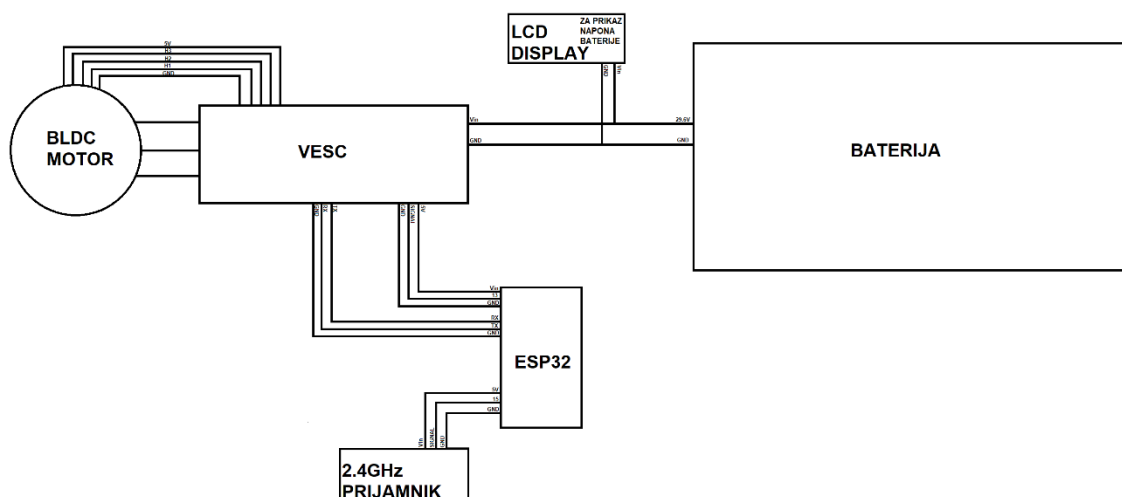 LCD
DISPLAY
ZA PRIKAZ
NAPONA
BATERIJE
GND
Vin
5V
H3
H2
H1
GND
BLDC
MOTOR
VESC
Vin
GND
29.6V
GND
BATERIJA
GND
RX
TX
GND
SIGNAL
5V
Vin
13
GND
RX
TX
GND
ESP32
5V
15
GND
Vin
SIGNAL
GND
2.4GHz
PRIJAMNIK